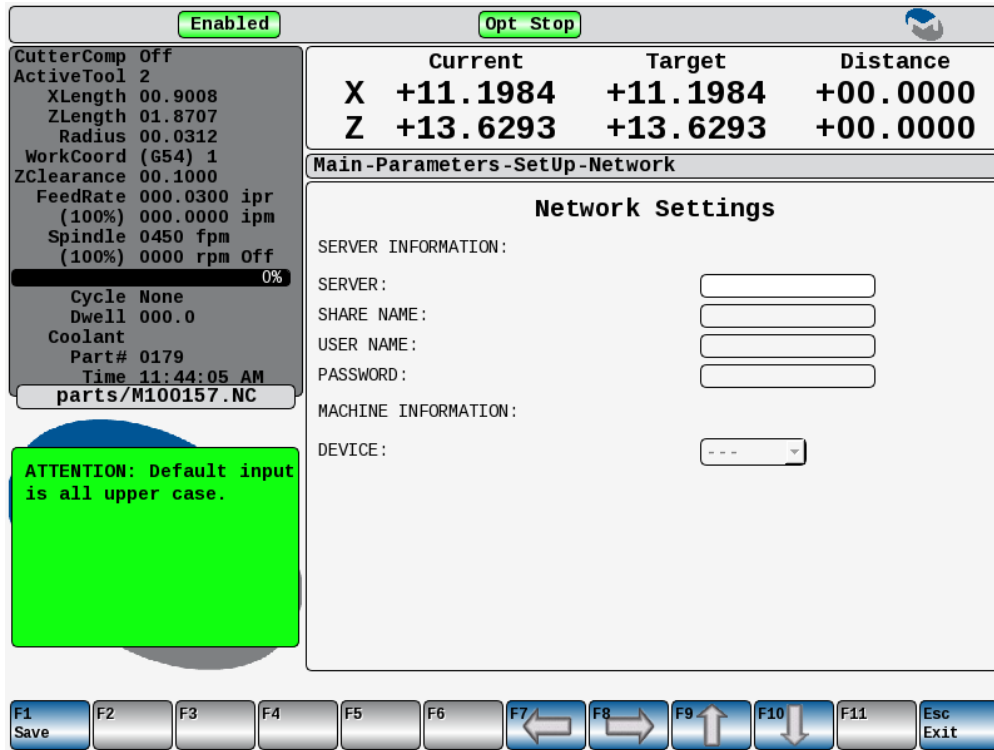 Enabled
Opt Stop
CutterComp Off
ActiveTool 2
XLength 00.9008
ZLength 01.8707
Radius 00.0312
WorkCoord (G54) 1
ZClearance 00.1000
FeedRate 000.0300 ipr
(100%) 000.0000 ipm
Spindle 0450 fpm
(100%) 0000 rpm Off
0%
Cycle None
Dwell 000.0
Coolant
Part# 0179
Time 11:44:05 AM
parts/M100157.NC
ATTENTION: Default input
is all upper case.
Current Target Distance
X +11.1984 +11.1984 +00.0000
Z +13.6293 +13.6293 +00.0000
Main-Parameters-SetUp-Network
Network Settings
SERVER INFORMATION:
SERVER:
SHARE NAME:
USER NAME:
PASSWORD:
MACHINE INFORMATION:
DEVICE: ---
F1 F2 F3 F4 F5 F6 F7 F8 F9 F10 F11 Esc
Save Exit